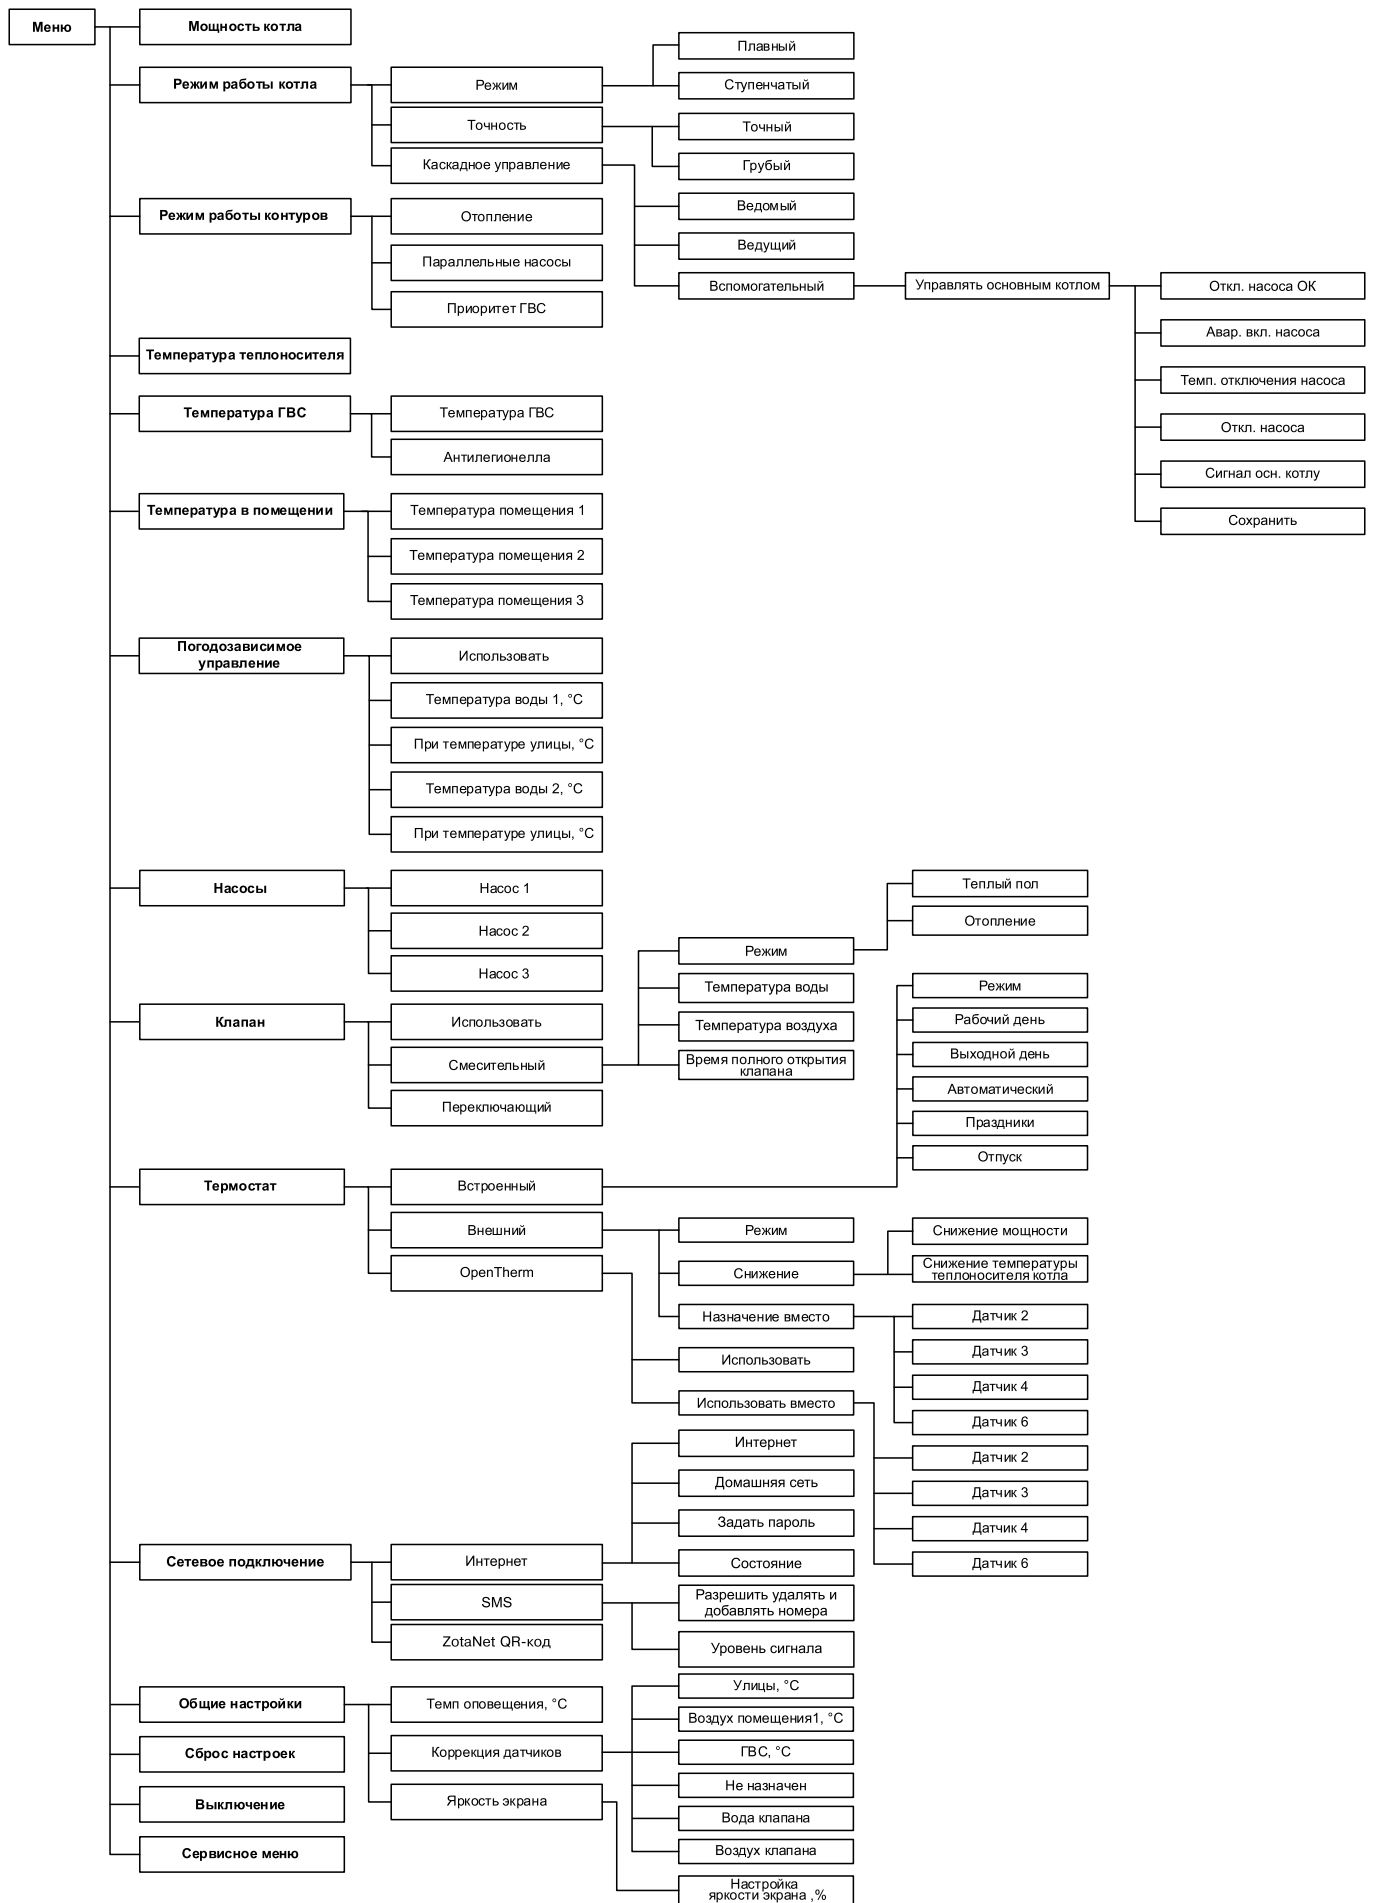 Меню
Мощность котла
Режим работы котла
Режим
Плавный
Ступенчатый
Точность
Точный
Грубый
Каскадное управление
Ведомый
Ведущий
Вспомогательный
Управлять основным котлом
Откл. насоса ОК
Авар. вкл. насоса
Темп. отключения насоса
Откл. насоса
Сигнал осн. котлу
Сохранить
Режим работы контуров
Отопление
Параллельные насосы
Приоритет ГВС
Температура теплоносителя
Температура ГВС
Температура ГВС
Антилегионелла
Температура в помещении
Температура помещения 1
Температура помещения 2
Температура помещения 3
Погодозависимое
управление
Использовать
Температура воды 1, °С
При температуре улицы, °С
Температура воды 2, °С
При температуре улицы, °С
Насосы
Насос 1
Насос 2
Насос 3
Клапан
Использовать
Смесительный
Режим
Теплый пол
Отопление
Температура воды
Температура воздуха
Время полного открытия
клапана
Переключающий
Термостат
Встроенный
Режим
Рабочий день
Выходной день
Автоматический
Праздники
Отпуск
Внешний
Режим
Снижение
Снижение мощности
Снижение температуры
теплоносителя котла
Назначение вместо
Датчик 2
Датчик 3
Датчик 4
Датчик 6
OpenTherm
Использовать
Использовать вместо
Датчик 2
Датчик 3
Датчик 4
Датчик 6
Сетевое подключение
Интернет
Интернет
Домашняя сеть
Задать пароль
Состояние
SMS
Разрешить удалять и
добавлять номера
Уровень сигнала
ZotaNet QR-код
Общие настройки
Темп оповещения, °С
Коррекция датчиков
Улицы, °С
Воздух помещения1, °С
ГВС, °С
Не назначен
Вода клапана
Воздух клапана
Яркость экрана
Настройка
яркости экрана ,%
Сброс настроек
Выключение
Сервисное меню